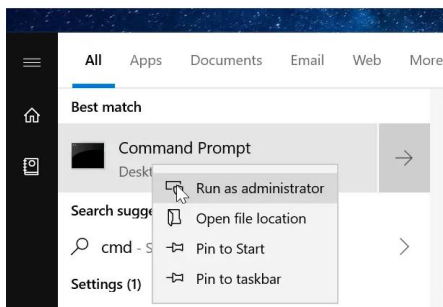 All Apps Documents Email Web More
Best match
Command Prompt
Deskt
Run as administrator
Search sugge
Open file location
cmd - S
Pin to Start
Settings (1)
Pin to taskbar